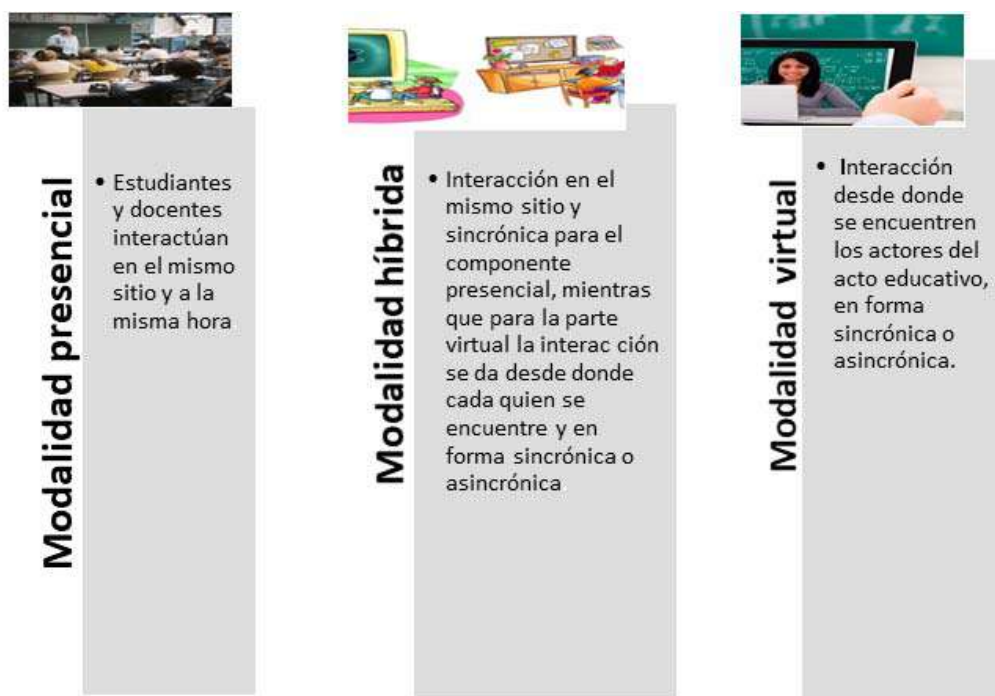 Modalidad presencial
• Estudiantes
y docentes
interactúan
en el mismo
sitio y a la
misma hora
Modalidad híbrida
• Interacción en el
mismo sitio y
sincrónica para el
componente
presencial, mientras
que para la parte
virtual la interac ción
se da desde donde
cada quien se
encuentre y en
forma sincrónica o
asincrónica
Modalidad virtual
• Interacción
desde donde
se encuentren
los actores del
acto educativo,
en forma
sincrónica o
asincrónica.